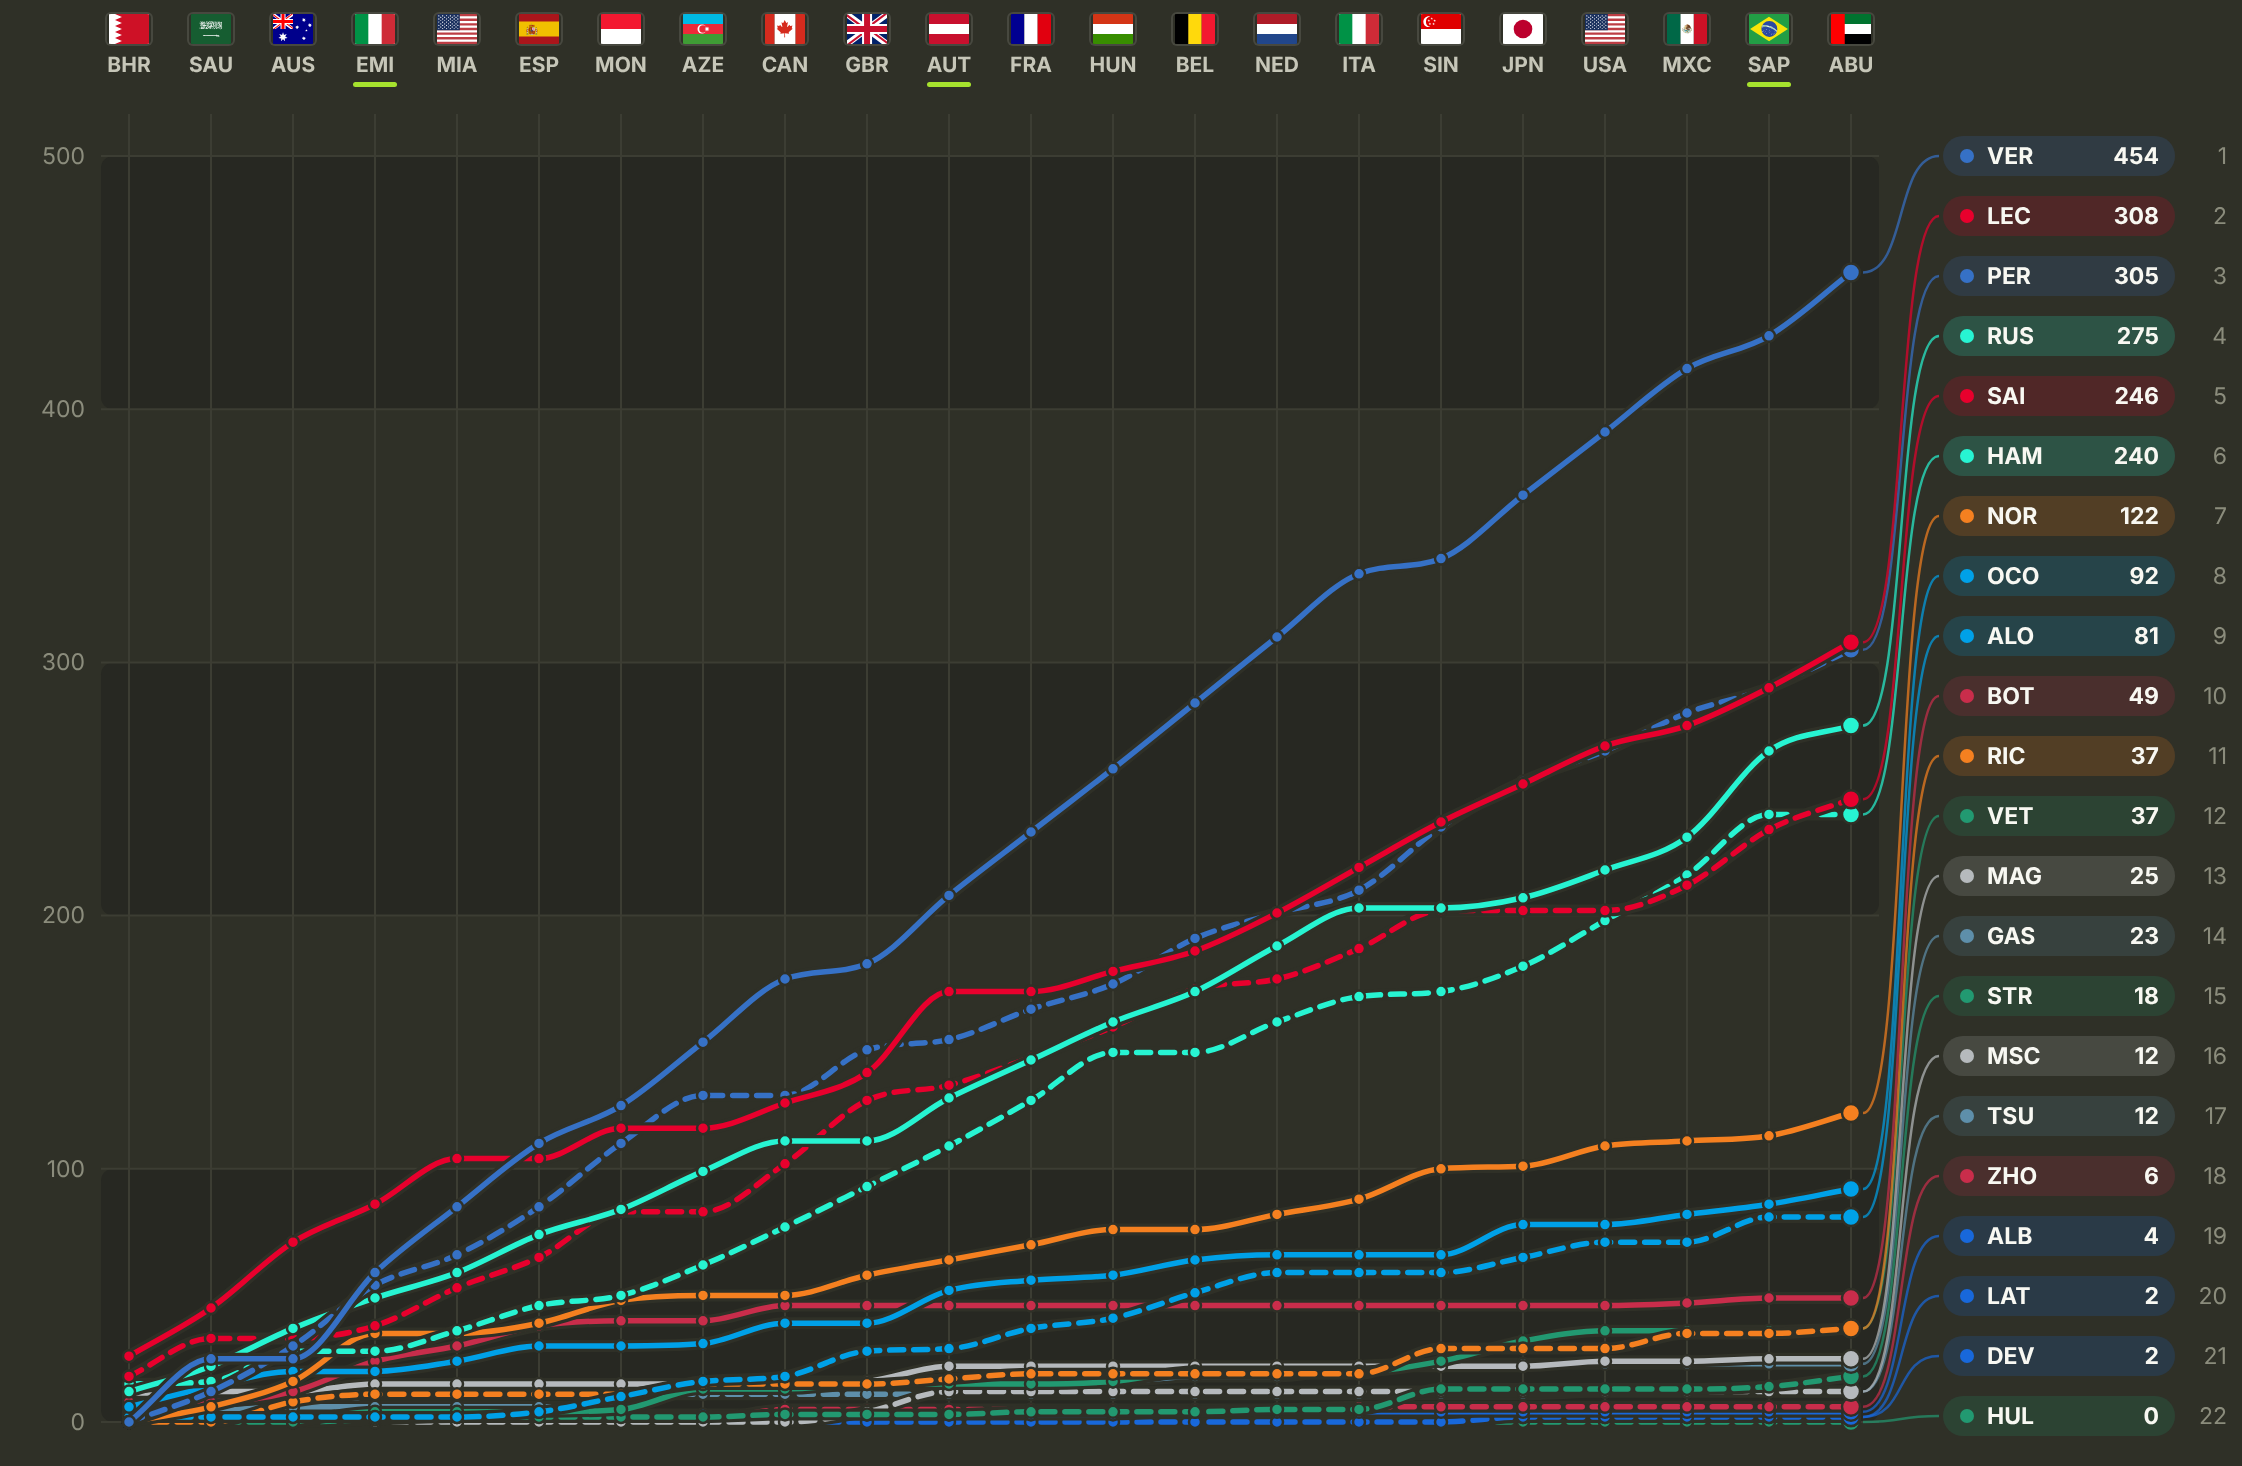 BHR SAU AUS EMI MIA ESP MON AZE CAN GBR AUT FRA HUN BEL NED ITA SIN JPN USA MXC SAP ABU
500
400
300
200
100
0
VER 454 1
LEC 308 2
PER 305 3
RUS 275 4
SAI 246 5
HAM 240 6
NOR 122 7
OCO 92 8
ALO 81 9
BOT 49 10
RIC 37 11
VET 37 12
MAG 25 13
GAS 23 14
STR 18 15
MSC 12 16
TSU 12 17
ZHO 6 18
ALB 4 19
LAT 2 20
DEV 2 21
HUL 0 22